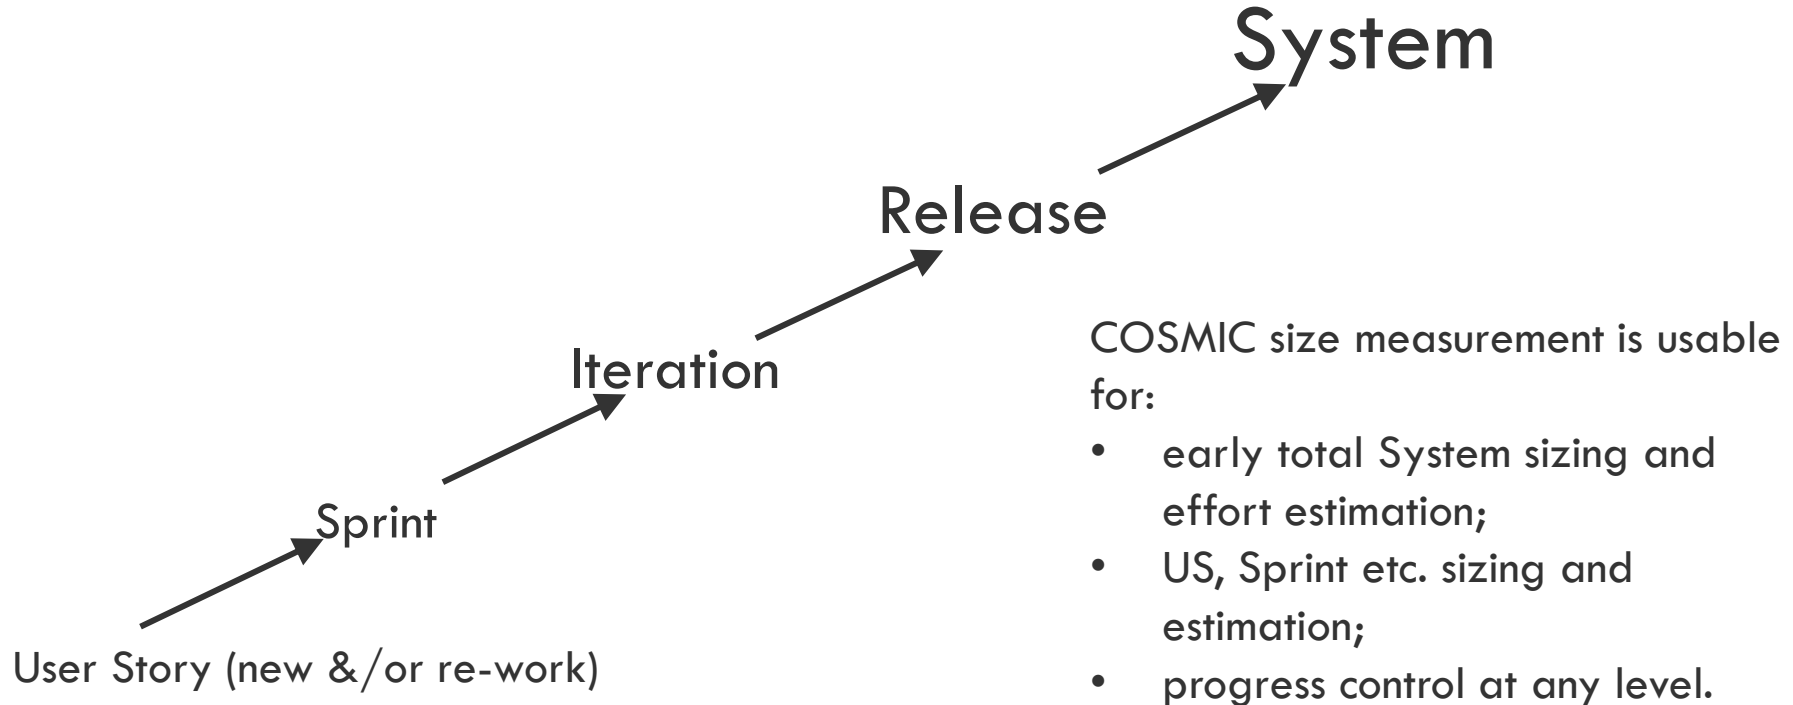 System
Release
Iteration
Sprint
User Story (new &/or re-work)
COSMIC size measurement is usable
for:
• early total System sizing and
effort estimation;
• US, Sprint etc. sizing and
estimation;
• progress control at any level.